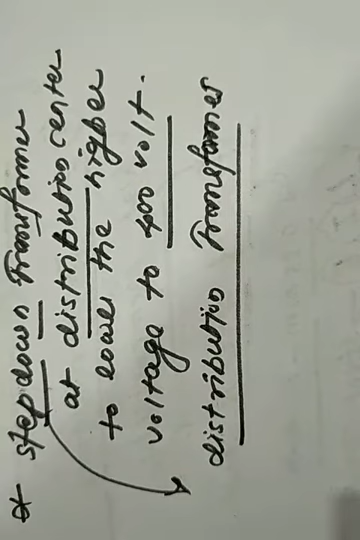 * stepdown Transformer
at distribution center
to lower the higher
voltage to 400 volt.
distribution Transformer